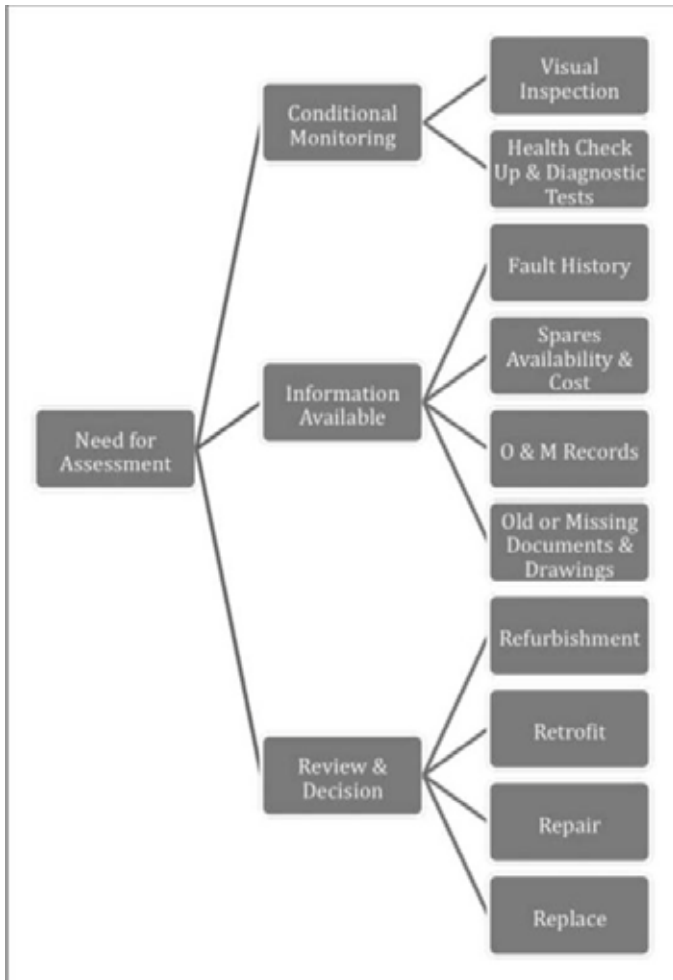 Need for
Assessment
Conditional
Monitoring
Visual
Inspection
Health Check
Up & Diagnostic
Tests
Information
Available
Fault History
Spares
Availability &
Cost
O & M Records
Old or Missing
Documents &
Drawings
Review &
Decision
Refurbishment
Retrofit
Repair
Replace